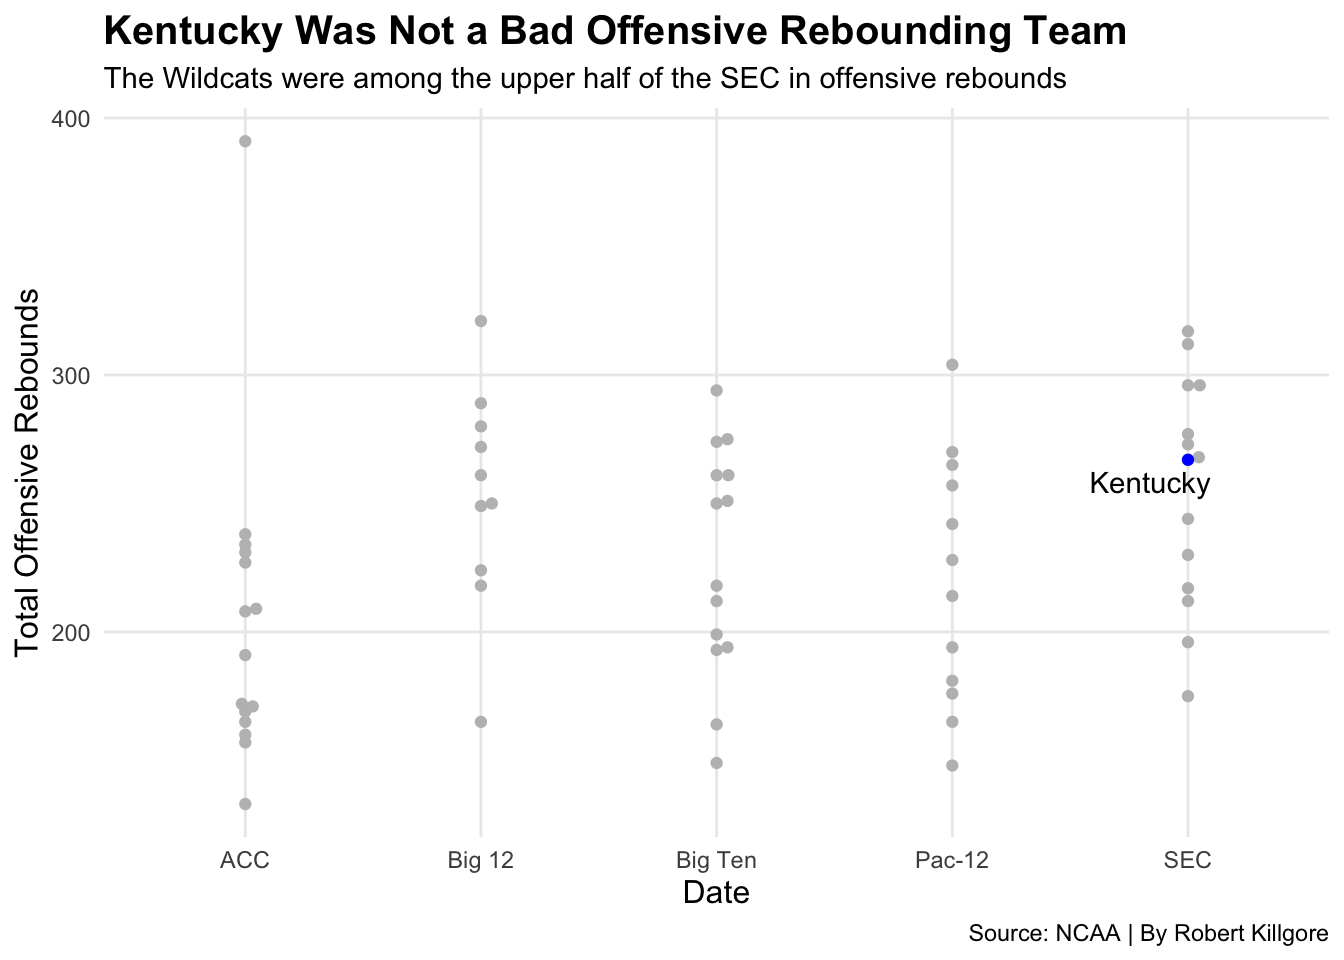 Kentucky Was Not a Bad Offensive Rebounding Team
The Wildcats were among the upper half of the SEC in offensive rebounds
Total Offensive Rebounds
400
300
200
Kentucky
ACC
Big 12
Big Ten
Pac-12
SEC
Date
Source: NCAA | By Robert Killgore